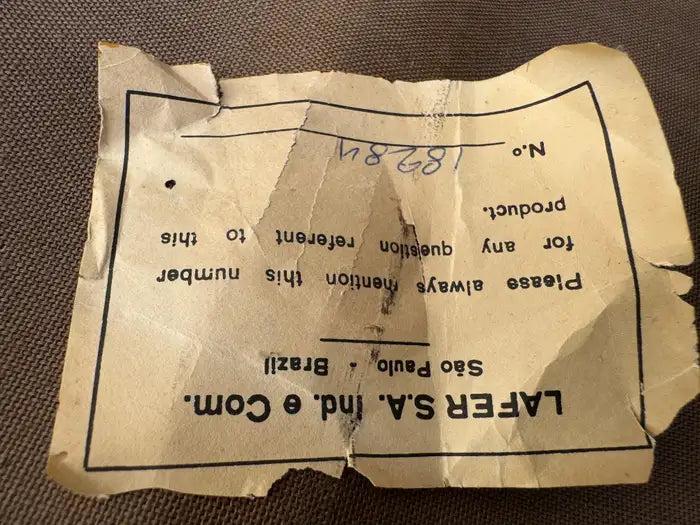 LAFER S.A. Ind. e Com.
São Paulo - Brazil
Please always mention this number
for any question referent to this
product.
N.º 18284